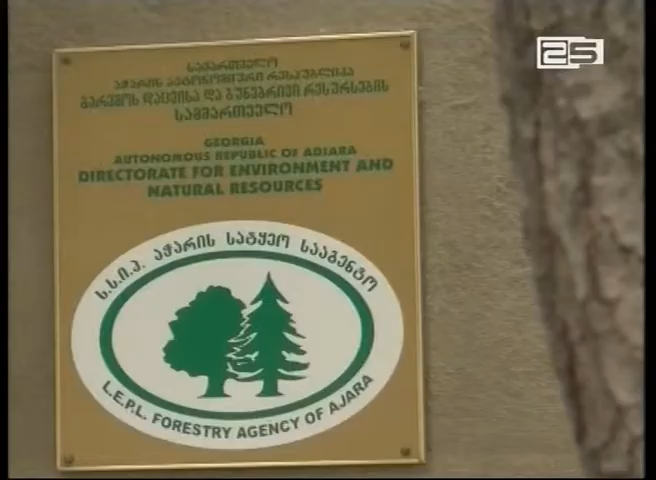 25
საქართველო
აჭარის ავტონომიური რესპუბლიკა
გარემოს დაცვისა და ბუნებრივი რესურსების
სამმართველო
GEORGIA
AUTONOMOUS REPUBLIC OF ADJARA
DIRECTORATE FOR ENVIRONMENT AND
NATURAL RESOURCES
ს.ს.ი.პ. აჭარის სატყეო სააგენტო
L.E.P.L. FORESTRY AGENCY OF AJARA